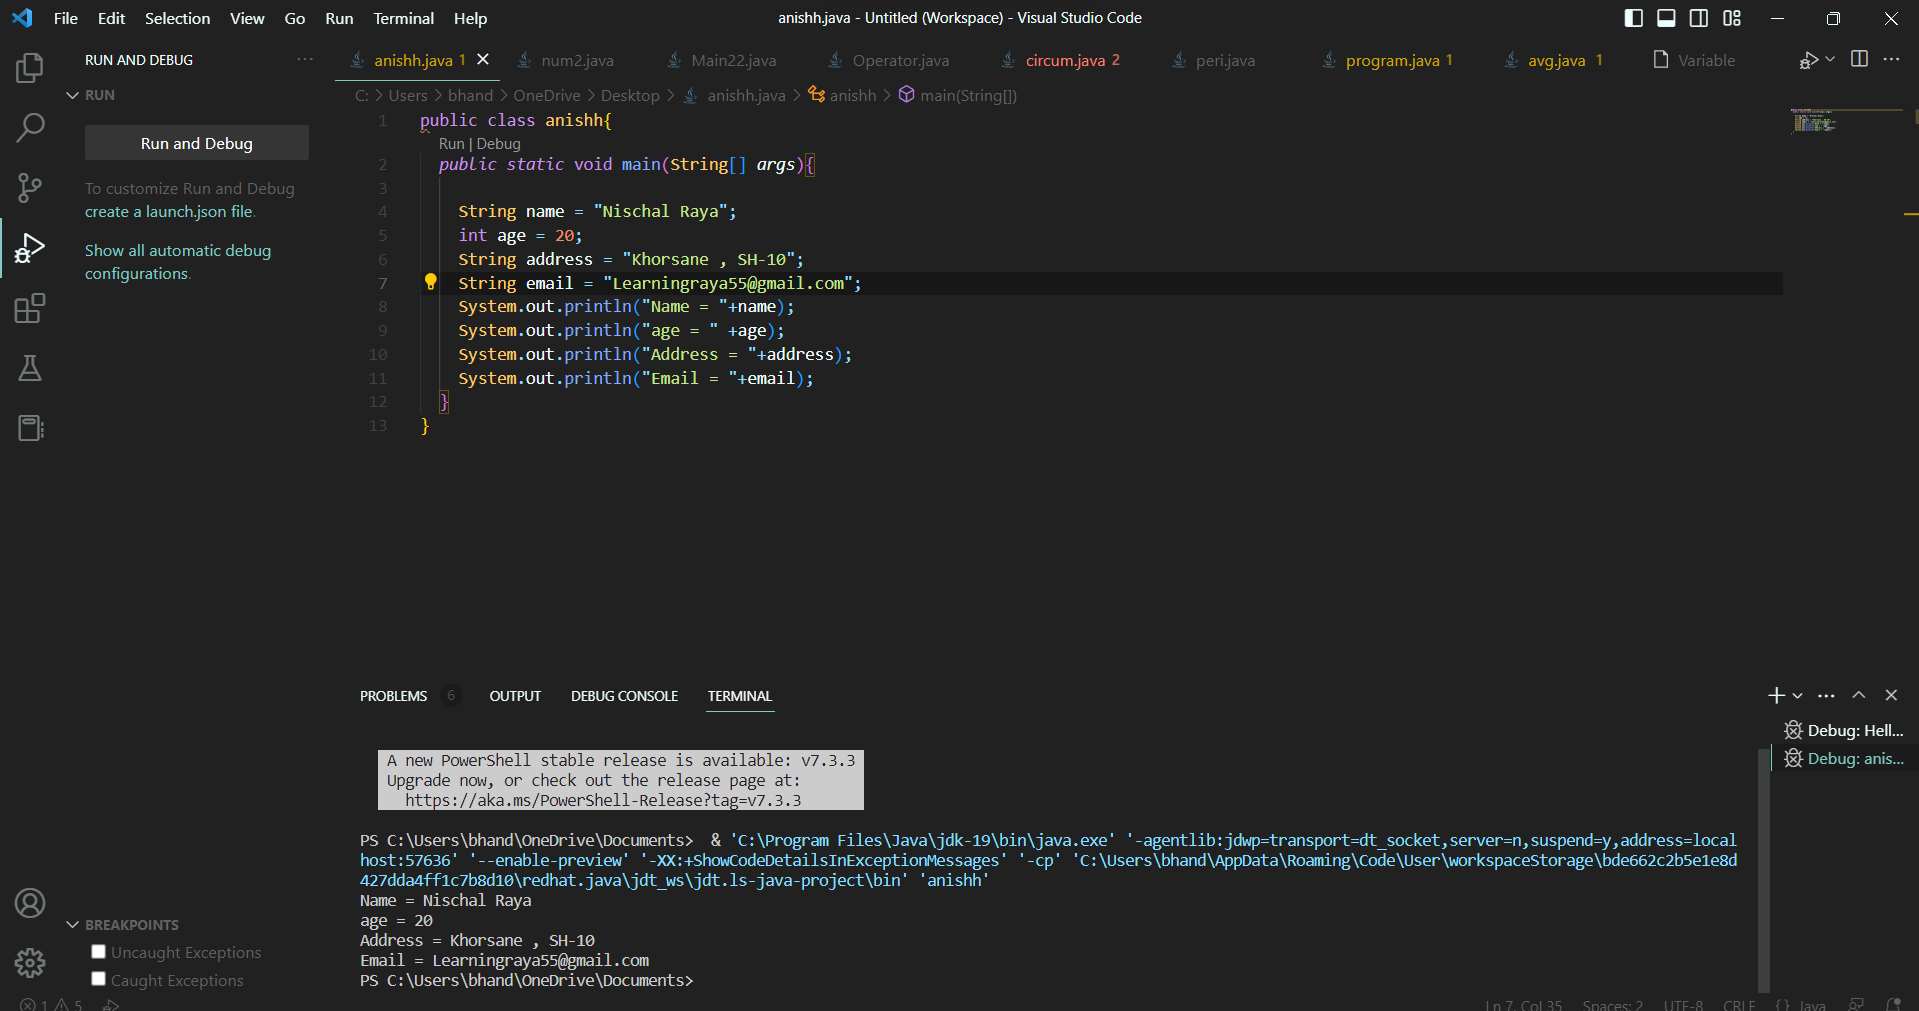 File Edit Selection View Go Run Terminal Help
anishh.java - Untitled (Workspace) - Visual Studio Code
RUN AND DEBUG
RUN
Run and Debug
To customize Run and Debug
create a launch.json file.
Show all automatic debug
configurations.
anishh.java 1 num2.java Main22.java Operator.java circum.java 2 peri.java program.java 1 avg.java 1 Variable
C: > Users > bhand > OneDrive > Desktop > anishh.java > anishh > main(String[])
1 public class anishh{
Run | Debug
2 public static void main(String[] args){
3
4 String name = "Nischal Raya";
5 int age = 20;
6 String address = "Khorsane , SH-10";
7 String email = "Learningraya55@gmail.com";
8 System.out.println("Name = "+name);
9 System.out.println("age = " +age);
10 System.out.println("Address = "+address);
11 System.out.println("Email = "+email);
12 }
13 }
PROBLEMS 6 OUTPUT DEBUG CONSOLE TERMINAL
Debug: Hell...
Debug: anis...
A new PowerShell stable release is available: v7.3.3
Upgrade now, or check out the release page at:
https://aka.ms/PowerShell-Release?tag=v7.3.3
PS C:\Users\bhand\OneDrive\Documents> & 'C:\Program Files\Java\jdk-19\bin\java.exe' '-agentlib:jdwp=transport=dt_socket,server=n,suspend=y,address=local
host:57636' '--enable-preview' '-XX:+ShowCodeDetailsInExceptionMessages' '-cp' 'C:\Users\bhand\AppData\Roaming\Code\User\workspaceStorage\bde662c2b5e1e8d
427dda4ff1c7b8d10\redhat.java\jdt_ws\jdt.ls-java-project\bin' 'anishh'
Name = Nischal Raya
age = 20
Address = Khorsane , SH-10
Email = Learningraya55@gmail.com
PS C:\Users\bhand\OneDrive\Documents>
BREAKPOINTS
Uncaught Exceptions
Caught Exceptions
1 5
Ln 7, Col 35 Spaces: 2 UTF-8 CRLF {} Java